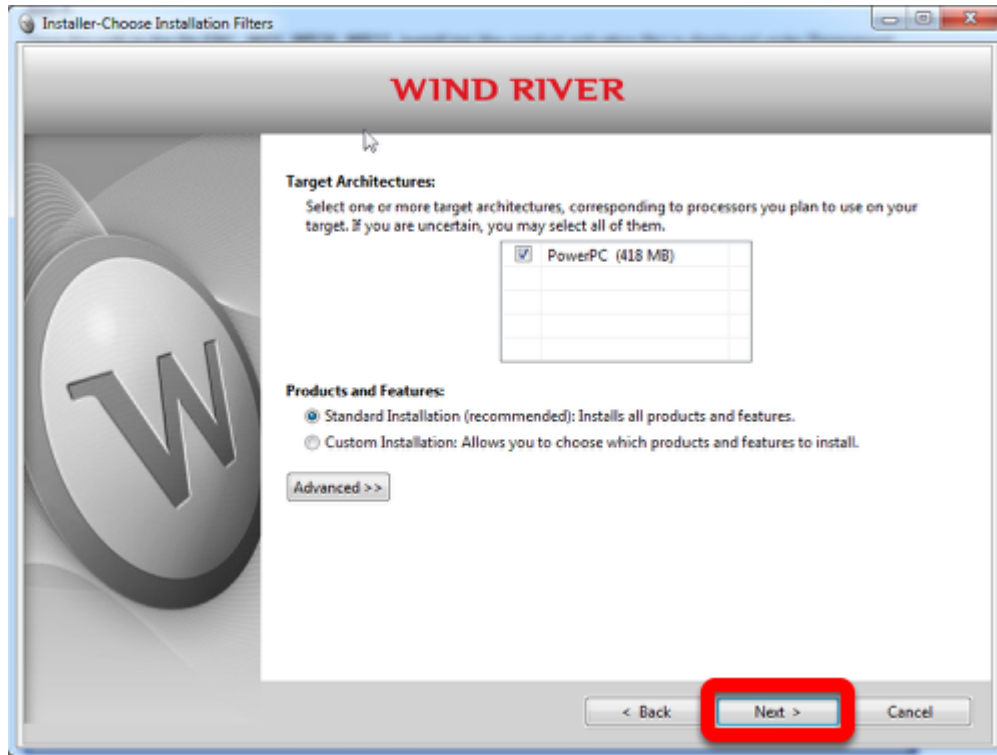 Installer-Choose Installation Filters
WIND RIVER
Target Architectures:
Select one or more target architectures, corresponding to processors you plan to use on your
target. If you are uncertain, you may select all of them.
PowerPC (418 MB)
Products and Features:
Standard Installation (recommended): Installs all products and features.
Custom Installation: Allows you to choose which products and features to install.
Advanced >>
W
< Back Next > Cancel